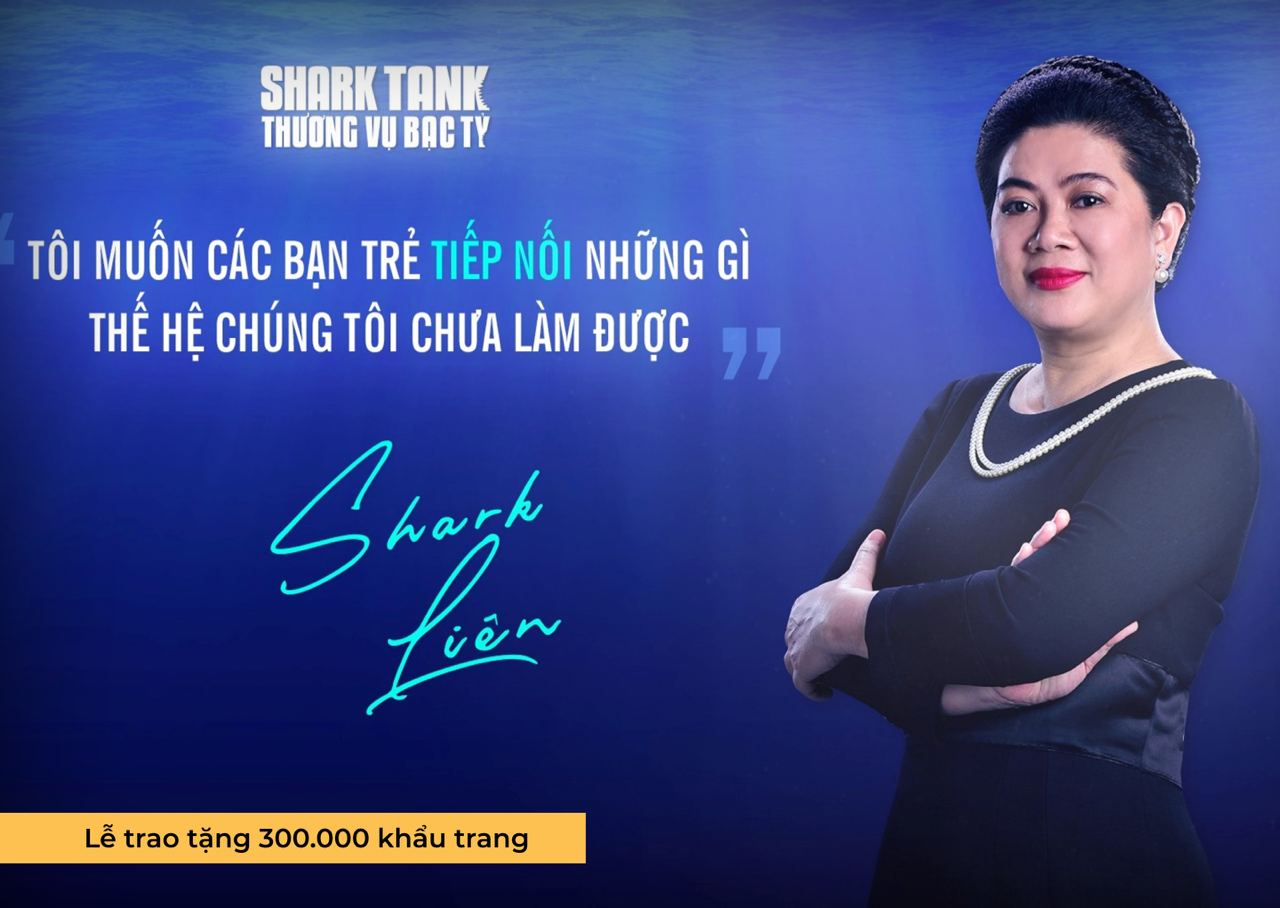 SHARK TANK
THƯƠNG VỤ BẠC TỶ
“TÔI MUỐN CÁC BẠN TRẺ TIẾP NỐI NHỮNG GÌ
THẾ HỆ CHÚNG TÔI CHƯA LÀM ĐƯỢC”
Shark
Liên
Lễ trao tặng 300.000 khẩu trang